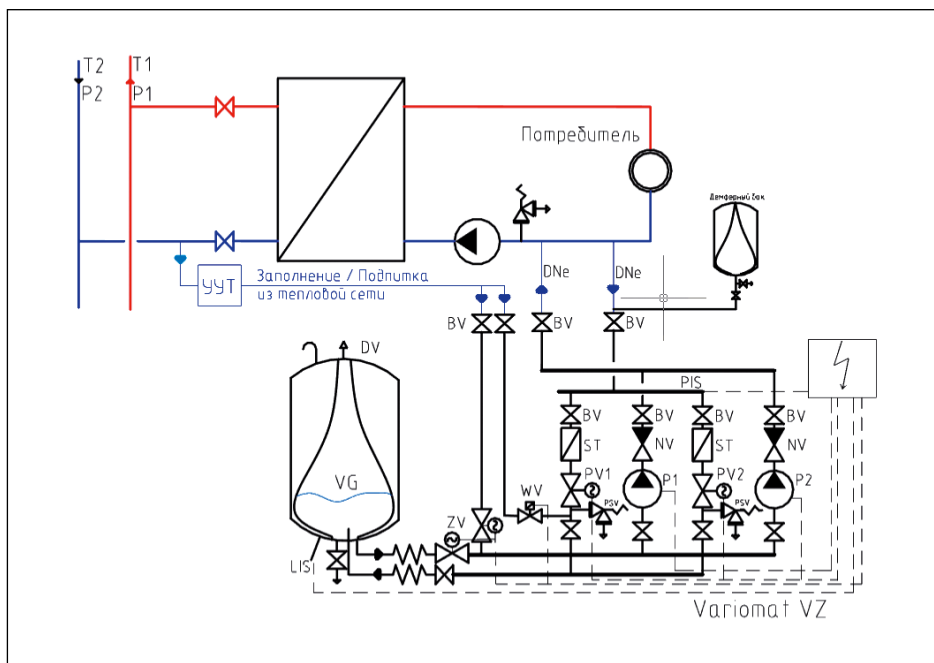 T2 T1
P2 P1
Потребитель
Демферный бак
DNe DNe
Заполнение / Подпитка
УУТ
из тепловой сети
BV BV BV
DV
PIS
BV BV BV BV
ST NV ST NV
VG
PV1 P1 PV2 P2
WV
PSV PSV
ZV
LIS
Variomat VZ